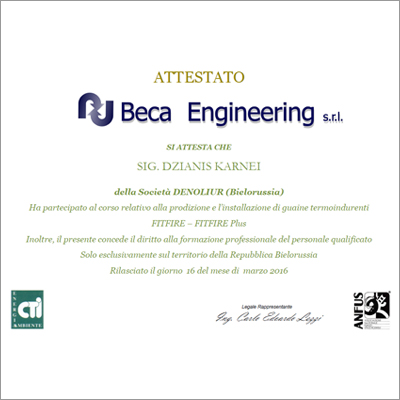 ATTESTATO
Beca Engineering s.r.l.
SI ATTESTA CHE
SIG. DZIANIS KARNEI
della Società DENOLIUR (Bielorussia)
Ha partecipato al corso relativo alla prodizione e l'installazione di guaine termoindurenti
FITFIRE – FITFIRE Plus
Inoltre, il presente concede il diritto alla formazione professionale del personale qualificato
Solo esclusivamente sul territorio della Repubblica Bielorussia
Rilasciato il giorno 16 del mese di marzo 2016
Legale Rappresentante
Ing. Carlo Edoardo Lazzi
ENERGIA
CTI
AMBIENTE
ANFUS